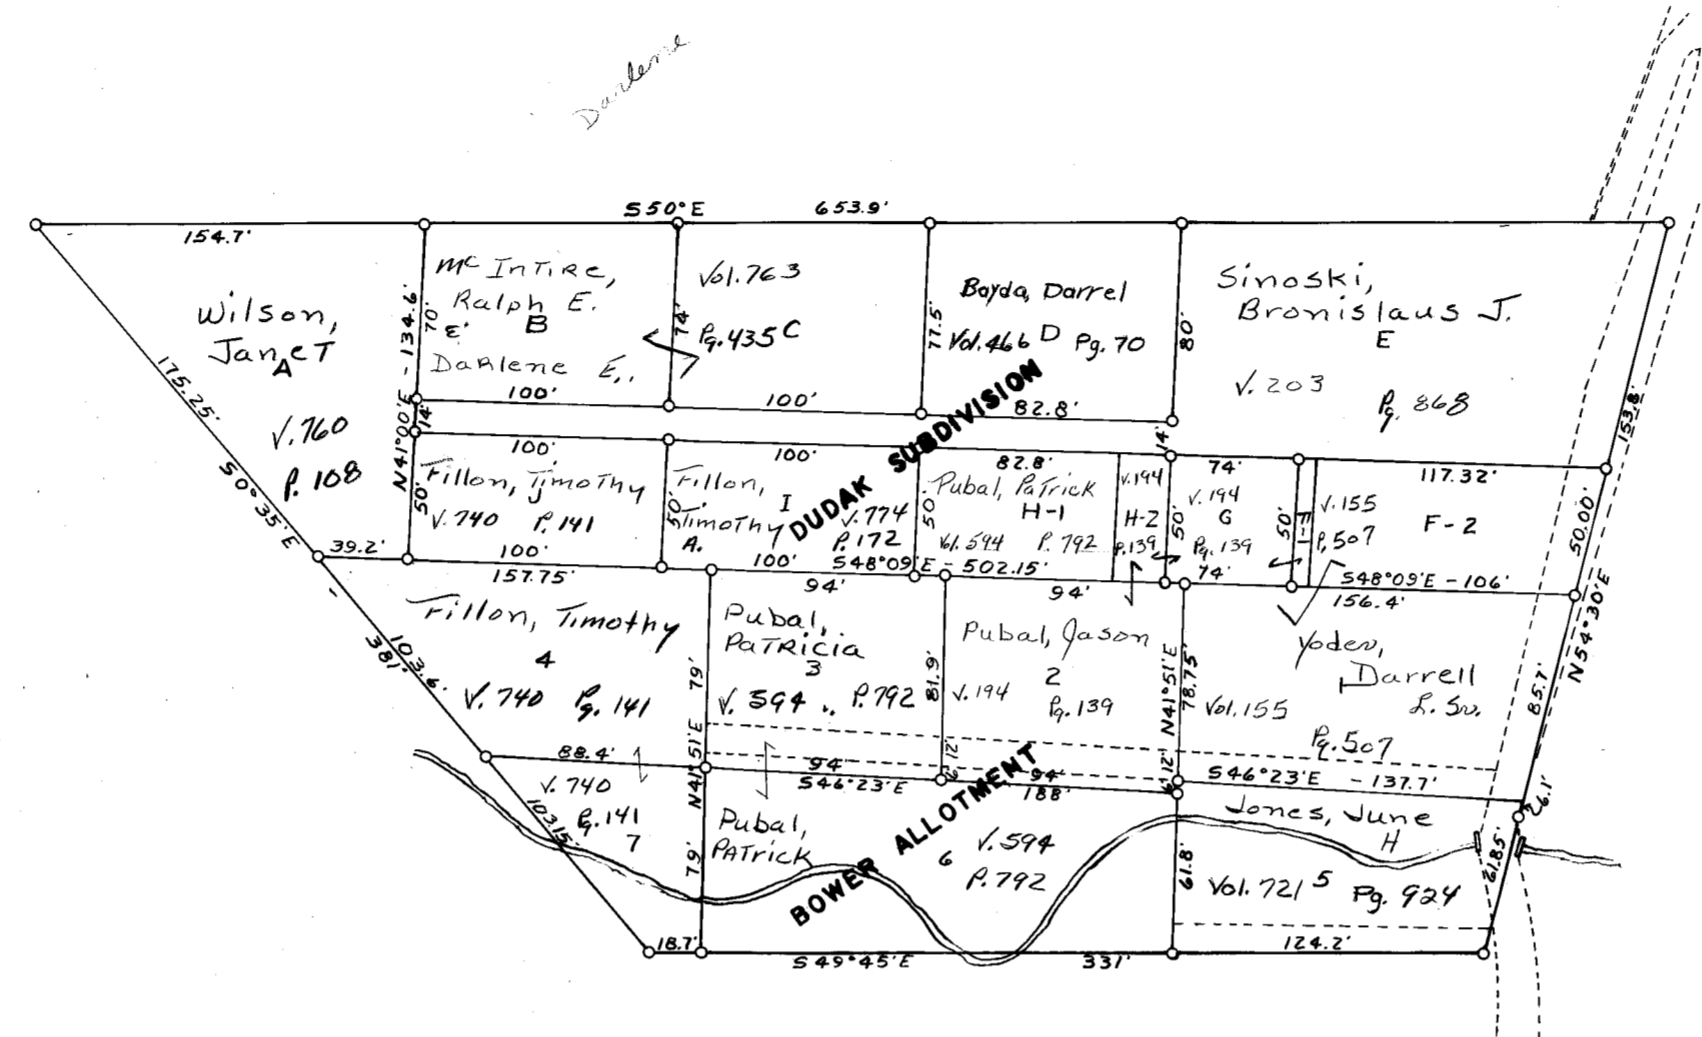 Darlene
S50°E 653.9'
154.7'
Wilson,
Janet
A
V.760
P. 108
175.25'
S0°35'E
N41°00'E - 134.6'
70'
14'
50'
Mc Intire,
Ralph E.
B
&
Darlene E.
100'
74'
Vol.763
Pg.435 C
100'
77.5'
Bayda, Darrel
Vol.466 D Pg. 70
82.8'
80'
Sinoski,
Bronislaus J.
E
V. 203
Pg. 868
153.8'
DUDAK SUBDIVISION
14'
100'
Fillon, Timothy
J
V.740 P.141
100'
50'
100'
Fillon,
I
Timothy
A.
V.774
P.172
100'
50'
82.8'
Pubal, Patrick
H-1
Vol.594 P.792
V.194
H-2
P.139
50'
74'
V.194
G
Pg.139
74'
50'
F-1
V.155
P.507
F-2
117.32'
50.00'
S48°09'E - 502.15'
S48°09'E - 106'
N54°30'E
39.2'
157.75'
Fillon, Timothy
4
V.740 Pg.141
103.6'
381'
79'
N41°51'E
94'
Pubal,
Patricia
3
V.594 P.792
81.9'
94'
Pubal, Jason
2
V.194
Pg.139
N41°51'E
78.75'
156.4'
Yoder,
Darrell
L. Sr.
1
Vol.155
Pg.507
85.7'
88.4'
94'
S46°23'E
6.12'
94'
188'
6.12'
S46°23'E - 137.7'
26.1'
V.740
Pg.141
7
103.15'
79'
Pubal,
Patrick
6
V.594
P.792
BOWER ALLOTMENT
61.8'
Jones, June
H
Vol.721 5 Pg. 924
61.85'
18.7'
S49°45'E 331'
124.2'